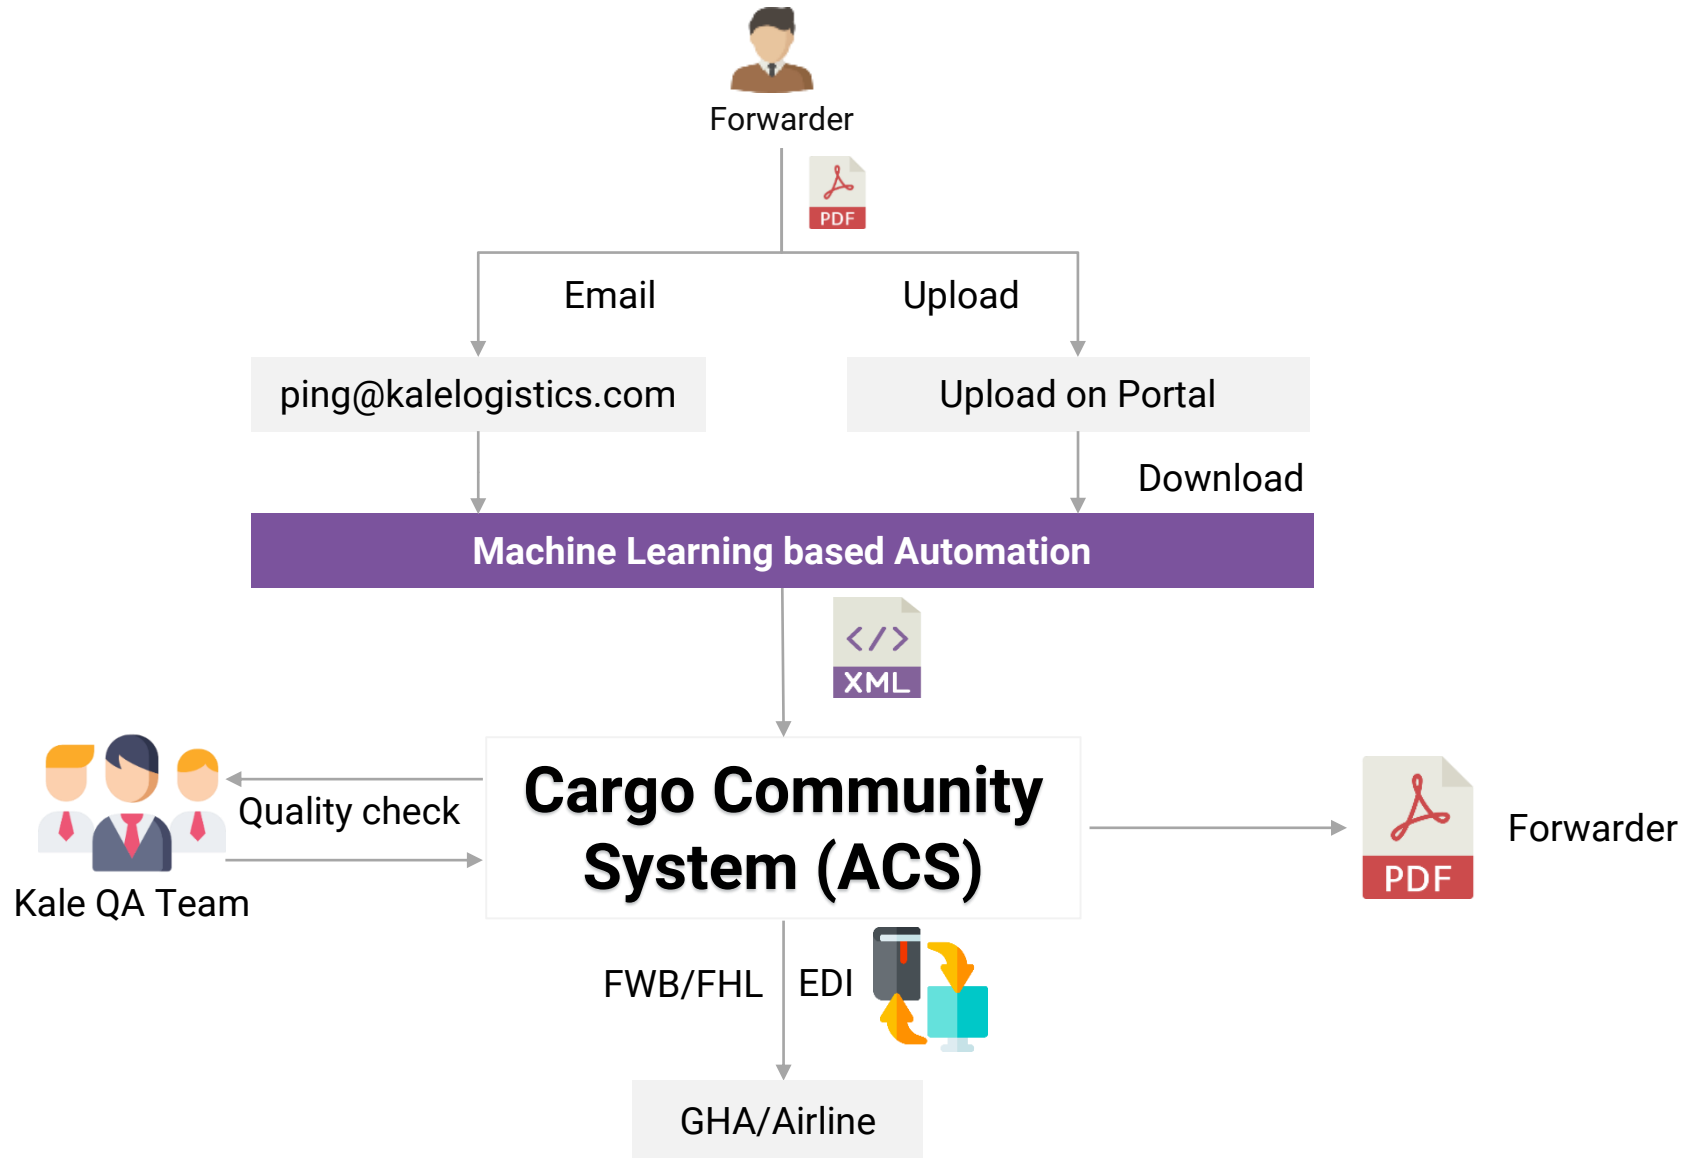 Forwarder
PDF
Email
Upload
ping@kalelogistics.com
Upload on Portal
Download
Machine Learning based Automation
</>
XML
Quality check
Kale QA Team
Cargo Community
System (ACS)
PDF
Forwarder
FWB/FHL
EDI
GHA/Airline